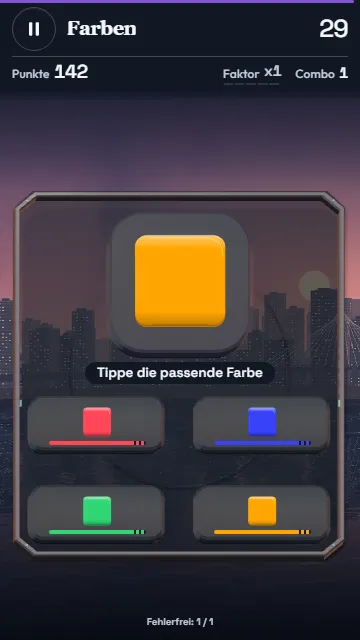 Farben
29
Punkte 142
Faktor x1
Combo 1
Tippe die passende Farbe
Fehlerfrei: 1 / 1